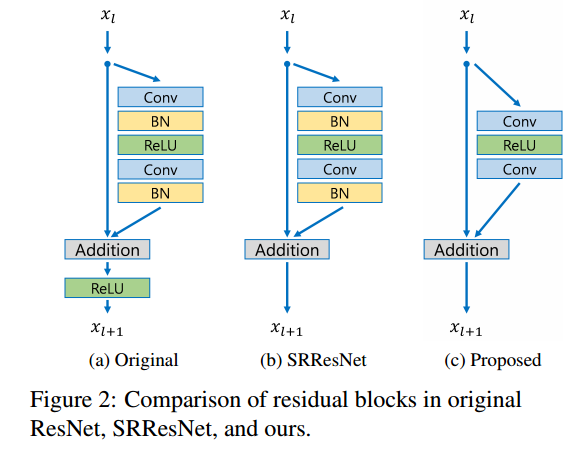 x_l
Conv
BN
ReLU
Conv
BN
Addition
ReLU
x_{l+1}
(a) Original
x_l
Conv
BN
ReLU
Conv
BN
Addition
x_{l+1}
(b) SRResNet
x_l
Conv
ReLU
Conv
Addition
x_{l+1}
(c) Proposed
Figure 2: Comparison of residual blocks in original
ResNet, SRResNet, and ours.